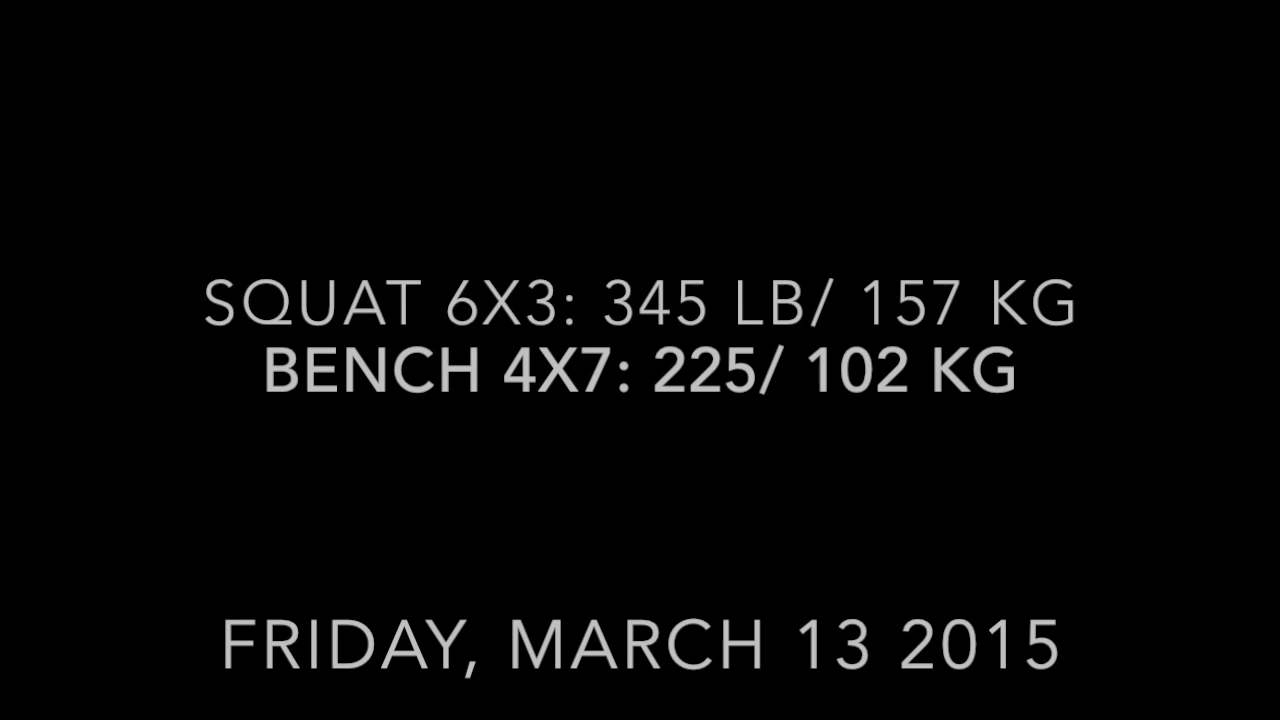 SQUAT 6X3: 345 LB/ 157 KG
BENCH 4X7: 225/ 102 KG
FRIDAY, MARCH 13 2015